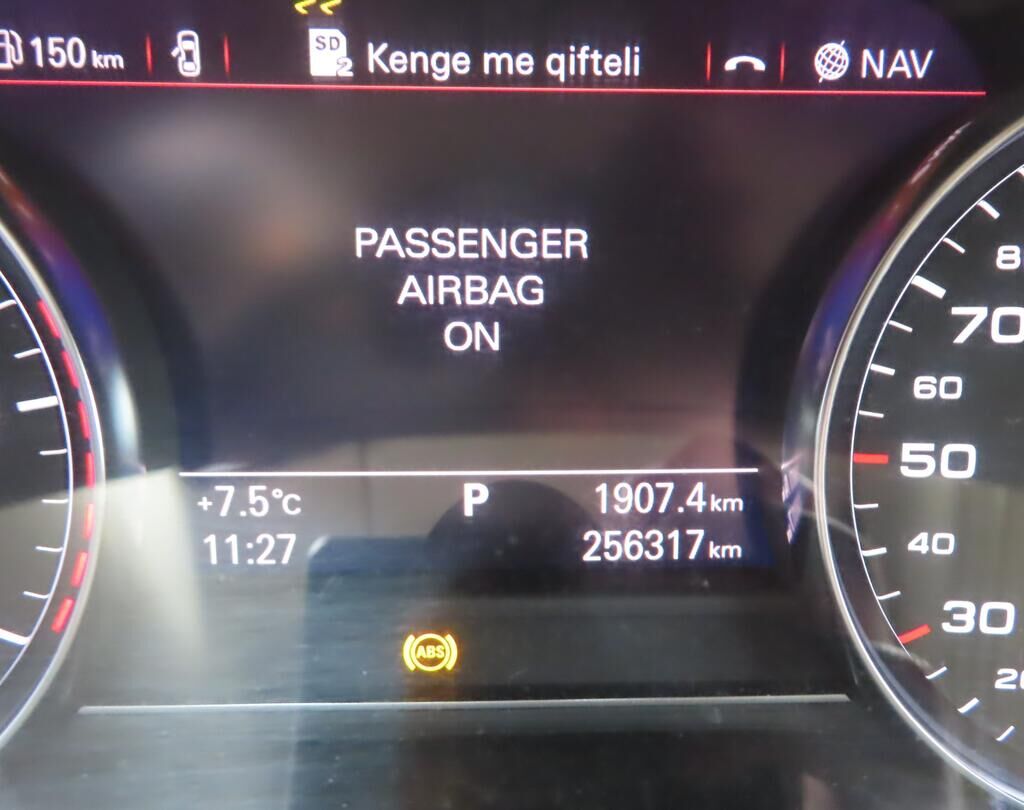 150 km
SD 2 Kenge me qifteli
NAV
PASSENGER
AIRBAG
ON
+7.5°C P 1907.4 km
11:27 256317 km
ABS
70
60
50
40
30